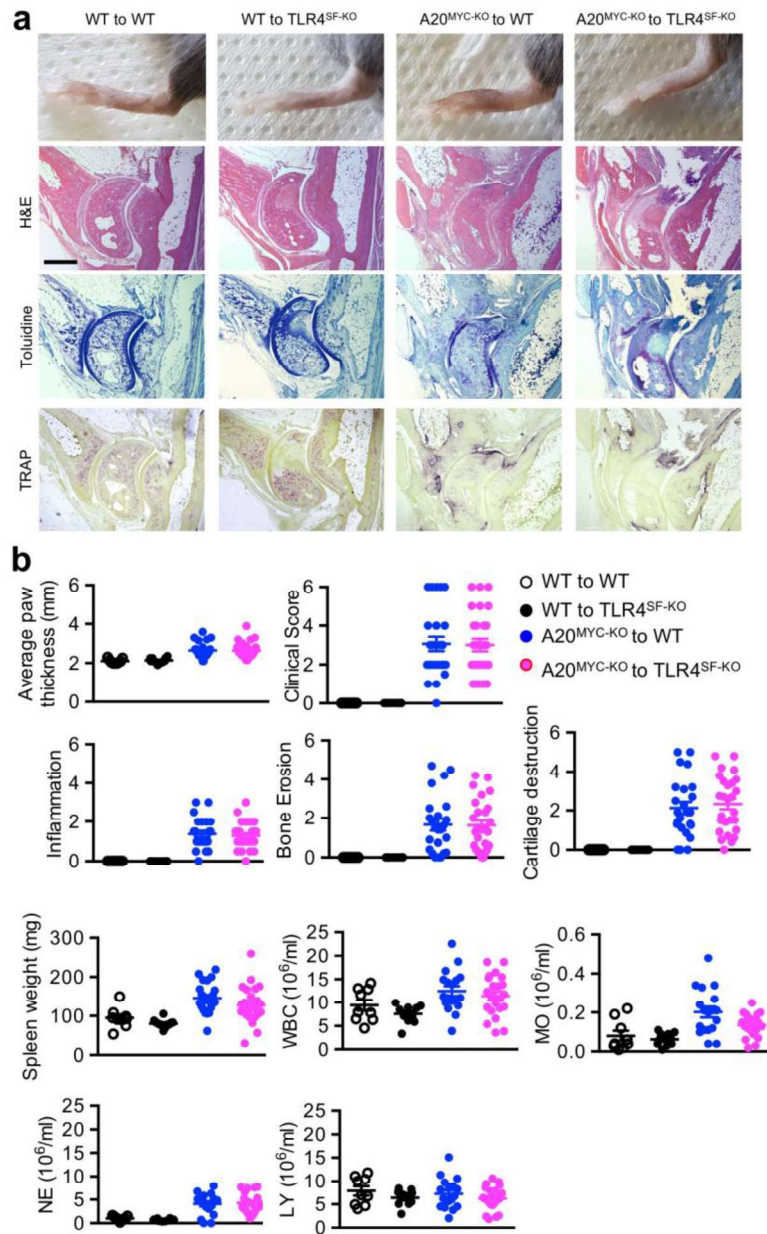 a
WT to WT
WT to TLR4SF-KO
A20MYC-KO to WT
A20MYC-KO to TLR4SF-KO
H&E
Toluidine
TRAP
b
Average paw
thickness (mm)
6
4
2
0
Clinical Score
6
4
2
0
WT to WT
WT to TLR4SF-KO
A20MYC-KO to WT
A20MYC-KO to TLR4SF-KO
Inflammation
6
4
2
0
Bone Erosion
6
4
2
0
Cartilage destruction
6
4
2
0
Spleen weight (mg)
300
200
100
0
WBC (10⁶/ml)
25
20
15
10
5
0
MO (10⁶/ml)
0.6
0.4
0.2
0.0
NE (10⁶/ml)
25
20
15
10
5
0
LY (10⁶/ml)
25
20
15
10
5
0